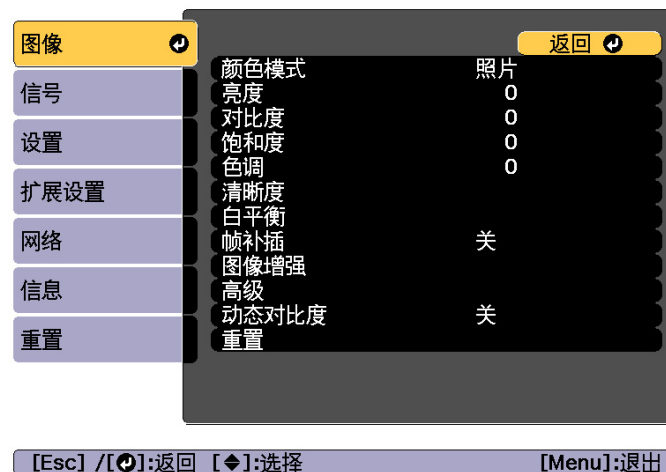 图像
信号
设置
扩展设置
网络
信息
重置
返回
颜色模式 照片
亮度 0
对比度 0
饱和度 0
色调 0
清晰度
白平衡
帧补插 关
图像增强
高级
动态对比度 关
重置
[Esc] /[]:返回 [◆]:选择 [Menu]:退出